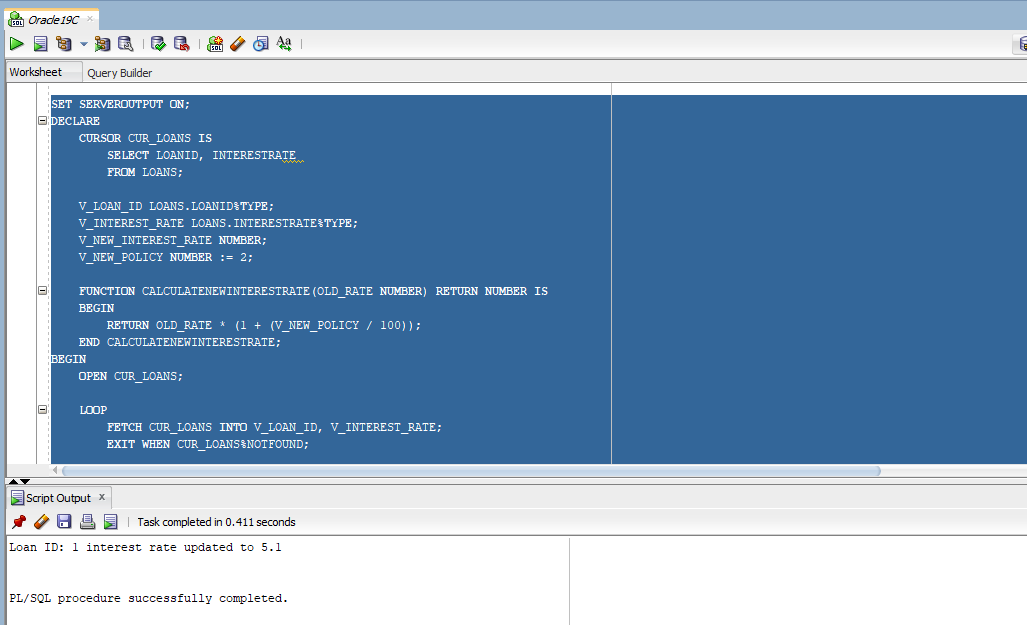 Oracle19C
Worksheet
Query Builder
SET SERVEROUTPUT ON;
DECLARE
    CURSOR CUR_LOANS IS
        SELECT LOANID, INTERESTRATE
        FROM LOANS;
    V_LOAN_ID LOANS.LOANID%TYPE;
    V_INTEREST_RATE LOANS.INTERESTRATE%TYPE;
    V_NEW_INTEREST_RATE NUMBER;
    V_NEW_POLICY NUMBER := 2;
    FUNCTION CALCULATENEWINTERESTRATE(OLD_RATE NUMBER) RETURN NUMBER IS
    BEGIN
        RETURN OLD_RATE * (1 + (V_NEW_POLICY / 100));
    END CALCULATENEWINTERESTRATE;
BEGIN
    OPEN CUR_LOANS;
    LOOP
        FETCH CUR_LOANS INTO V_LOAN_ID, V_INTEREST_RATE;
        EXIT WHEN CUR_LOANS%NOTFOUND;
Script Output x
Task completed in 0.411 seconds
Loan ID: 1 interest rate updated to 5.1
PL/SQL procedure successfully completed.